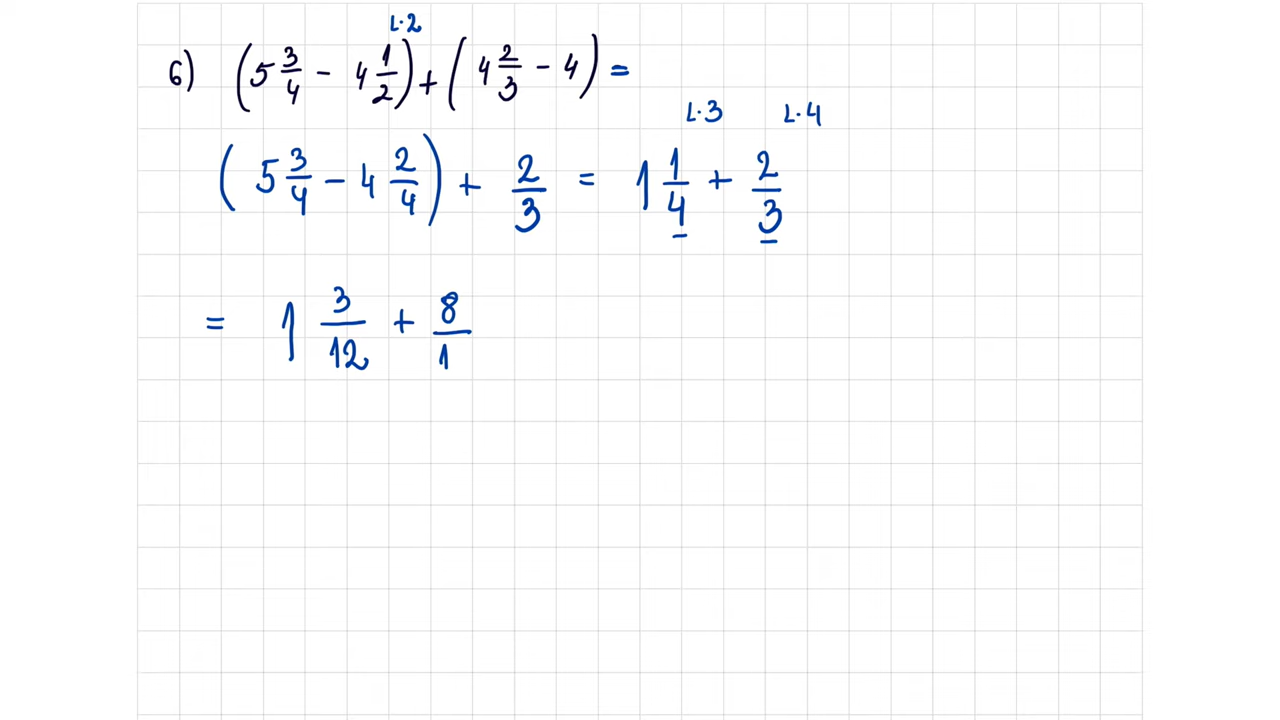 L·2
6) (5 3/4 - 4 1/2) + (4 2/3 - 4) =
L·3 L·4
(5 3/4 - 4 2/4) + 2/3 = 1 1/4 + 2/3
= 1 3/12 + 8/1